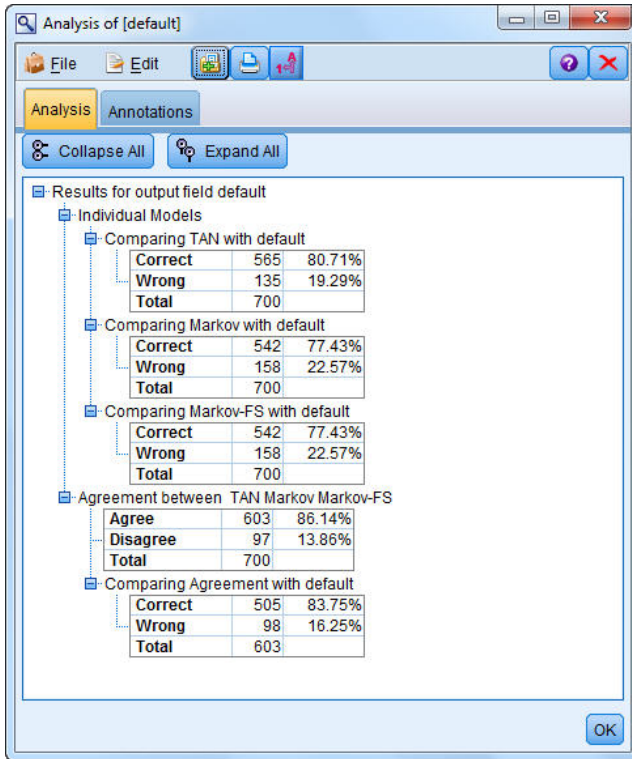 Analysis of [default]
File Edit
Analysis Annotations
Collapse All Expand All
Results for output field default
Individual Models
Comparing TAN with default
Correct 565 80.71%
Wrong 135 19.29%
Total 700
Comparing Markov with default
Correct 542 77.43%
Wrong 158 22.57%
Total 700
Comparing Markov-FS with default
Correct 542 77.43%
Wrong 158 22.57%
Total 700
Agreement between TAN Markov Markov-FS
Agree 603 86.14%
Disagree 97 13.86%
Total 700
Comparing Agreement with default
Correct 505 83.75%
Wrong 98 16.25%
Total 603
OK